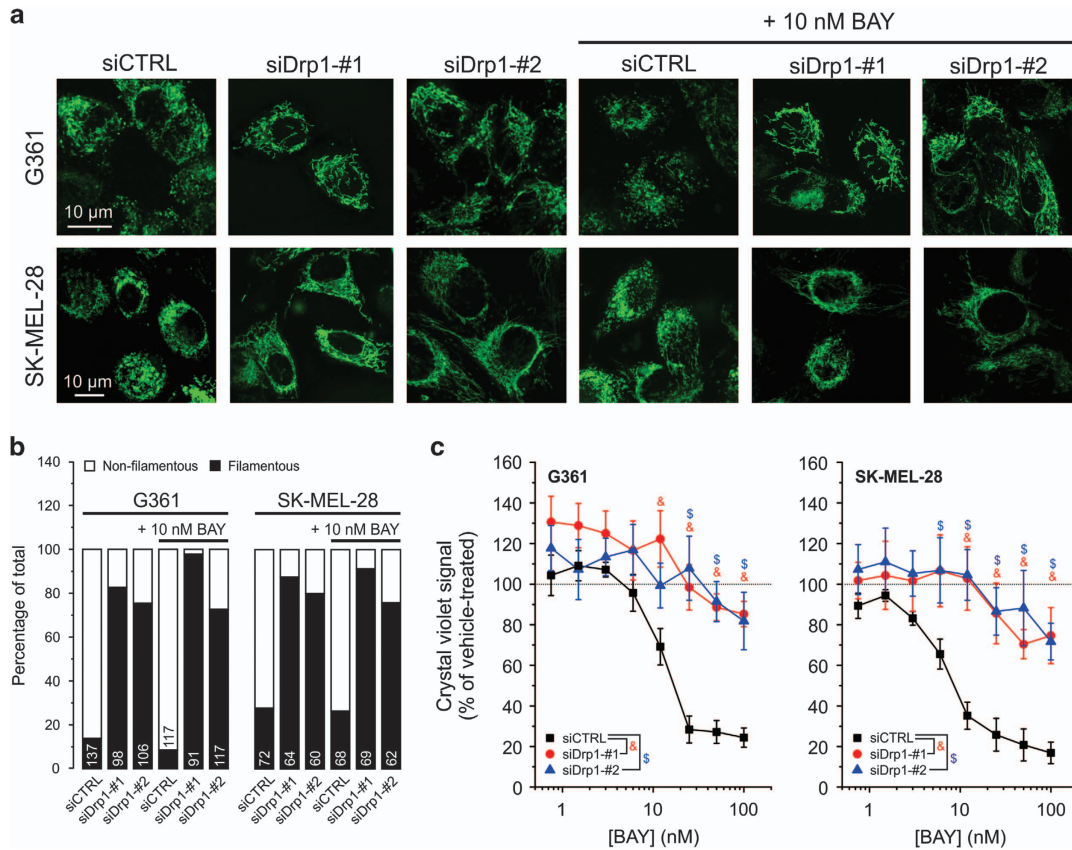 a
+ 10 nM BAY
siCTRL siDrp1-#1 siDrp1-#2 siCTRL siDrp1-#1 siDrp1-#2
G361
10 µm
SK-MEL-28
10 µm
b
Non-filamentous Filamentous
G361 SK-MEL-28
+ 10 nM BAY + 10 nM BAY
Percentage of total
140
120
100
80
60
40
20
0
137 98 106 117 91 117 72 64 60 68 69 62
siCTRL siDrp1-#1 siDrp1-#2 siCTRL siDrp1-#1 siDrp1-#2 siCTRL siDrp1-#1 siDrp1-#2 siCTRL siDrp1-#1 siDrp1-#2
c
Crystal violet signal
(% of vehicle-treated)
G361
160
140
120
100
80
60
40
20
0
&
$
&
$
&
$
&
siCTRL
siDrp1-#1 &
siDrp1-#2 $
1 10 100
[BAY] (nM)
SK-MEL-28
160
140
120
100
80
60
40
20
0
$
$
&
$
&
$
&
$
&
siCTRL
siDrp1-#1 &
siDrp1-#2 $
1 10 100
[BAY] (nM)